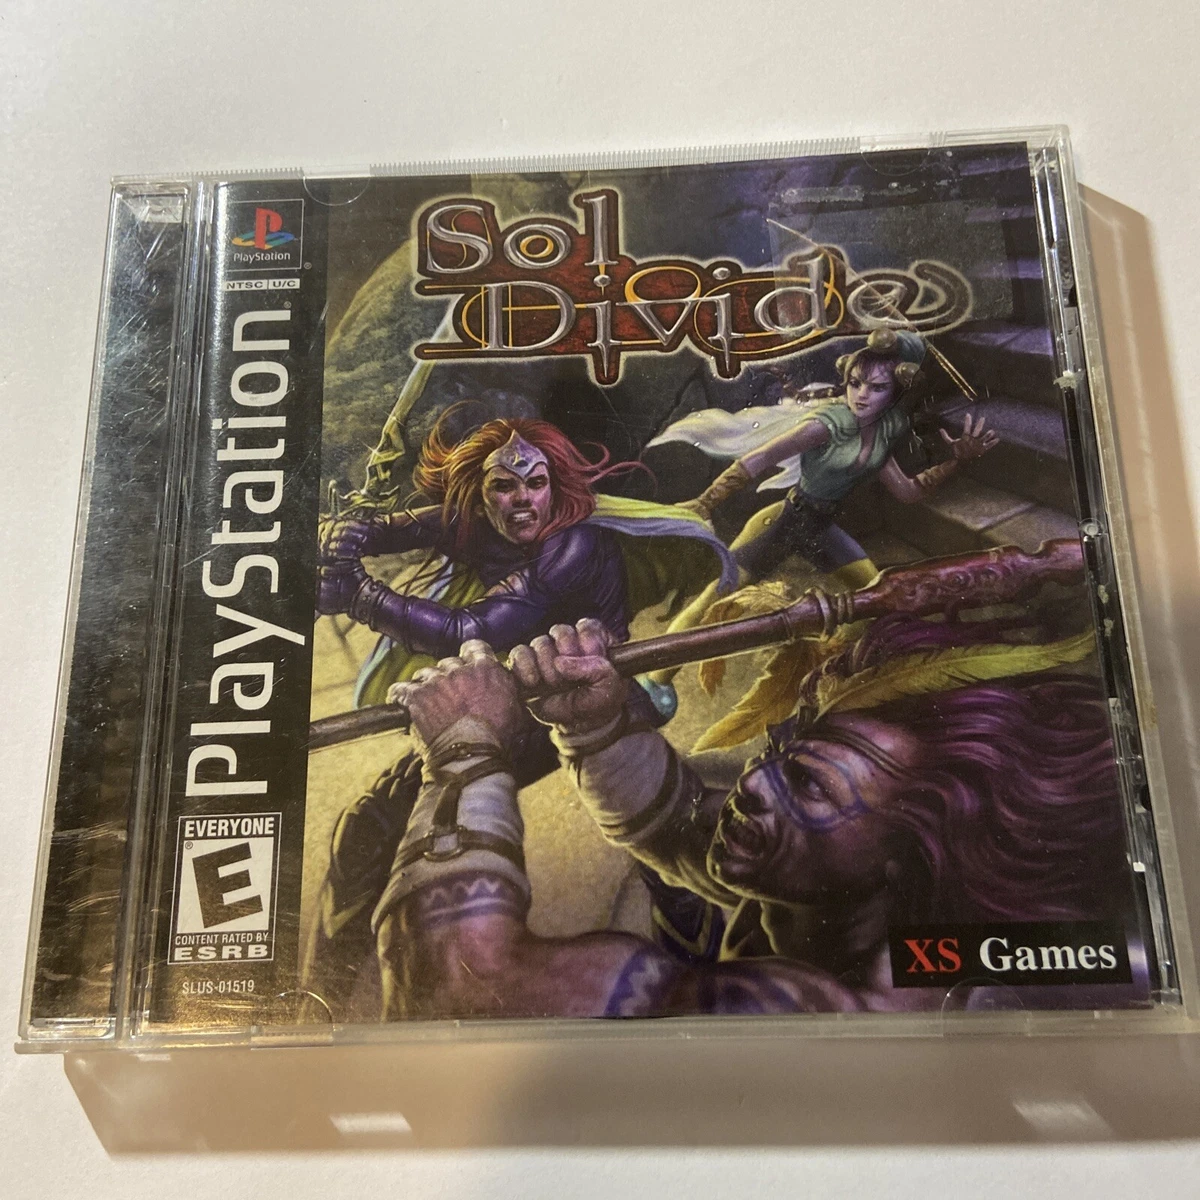 Sol
Divide
PlayStation
NTSC U/C
PlayStation
EVERYONE
E
CONTENT RATED BY
ESRB
SLUS-01519
XS Games